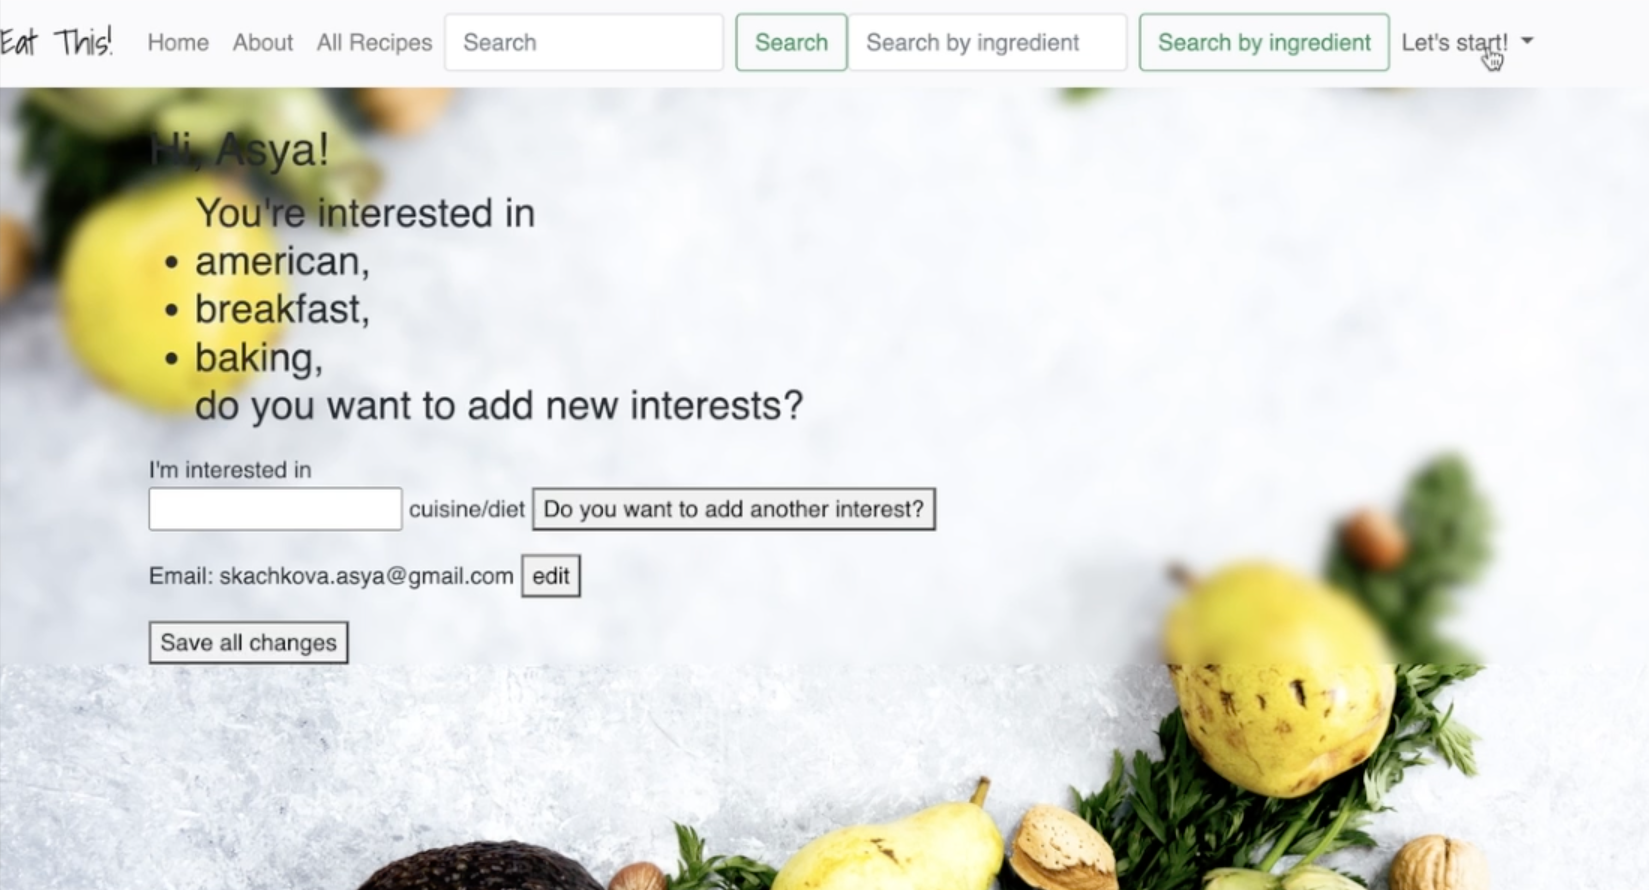 Eat This! Home About All Recipes Search Search Search by ingredient Search by ingredient Let's start!
Hi, Asya!
You're interested in
american,
breakfast,
baking,
do you want to add new interests?
I'm interested in
cuisine/diet Do you want to add another interest?
Email: skachkova.asya@gmail.com edit
Save all changes